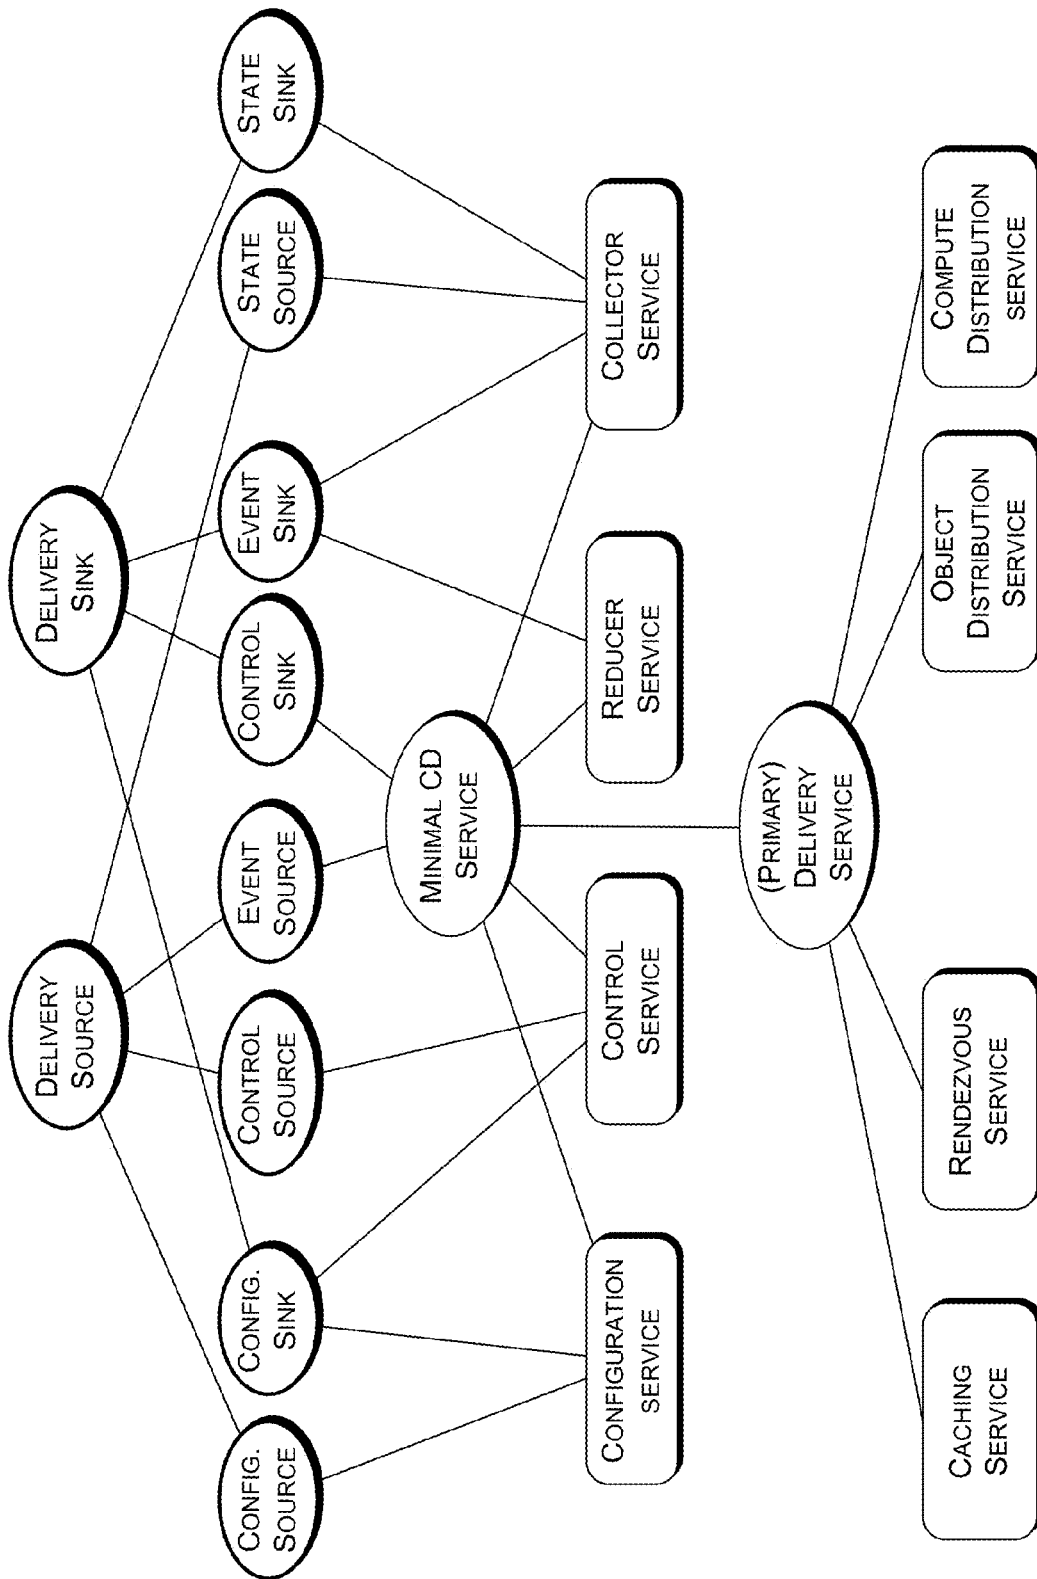 DELIVERY
SOURCE
DELIVERY
SINK
CONFIG.
SOURCE
CONFIG.
SINK
CONTROL
SOURCE
EVENT
SOURCE
CONTROL
SINK
EVENT
SINK
STATE
SOURCE
STATE
SINK
MINIMAL CD
SERVICE
CONFIGURATION
SERVICE
CONTROL
SERVICE
REDUCER
SERVICE
COLLECTOR
SERVICE
(PRIMARY)
DELIVERY
SERVICE
CACHING
SERVICE
RENDEZVOUS
SERVICE
OBJECT
DISTRIBUTION
SERVICE
COMPUTE
DISTRIBUTION
SERVICE